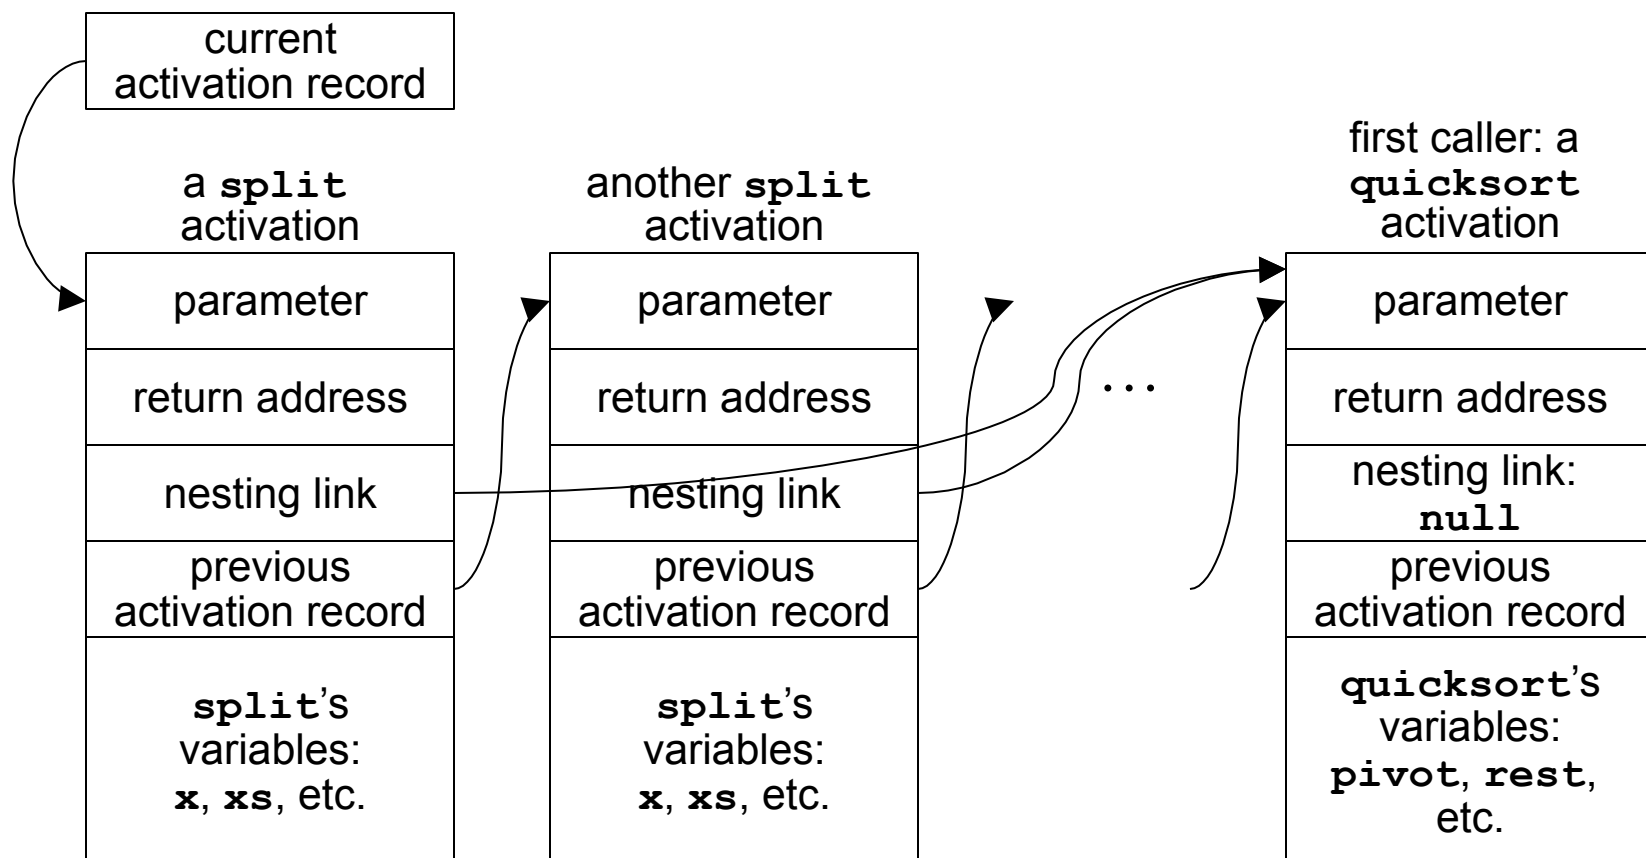 current
activation record
a split
activation
another split
activation
first caller: a
quicksort
activation
parameter
return address
nesting link
previous
activation record
split’s
variables:
x, xs, etc.
parameter
return address
nesting link
previous
activation record
split’s
variables:
x, xs, etc.
...
parameter
return address
nesting link:
null
previous
activation record
quicksort’s
variables:
pivot, rest,
etc.